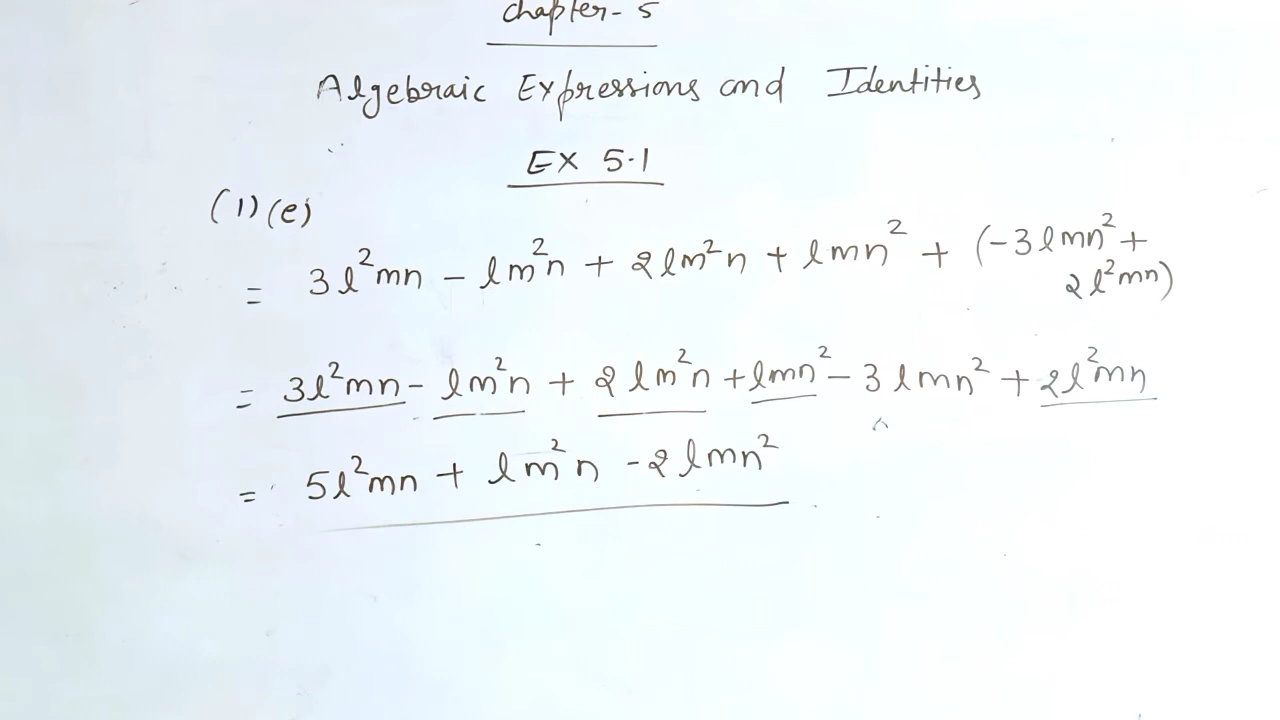 Chapter- 5
Algebraic Expressions and Identities
EX 5.1
(1) (e)
= 3l²mn - lm²n + 2lm²n + lmn² + (-3lmn² +
2l²mn)
= 3l²mn - lm²n + 2lm²n + lmn² - 3lmn² + 2l²mn
= 5l²mn + lm²n - 2lmn²